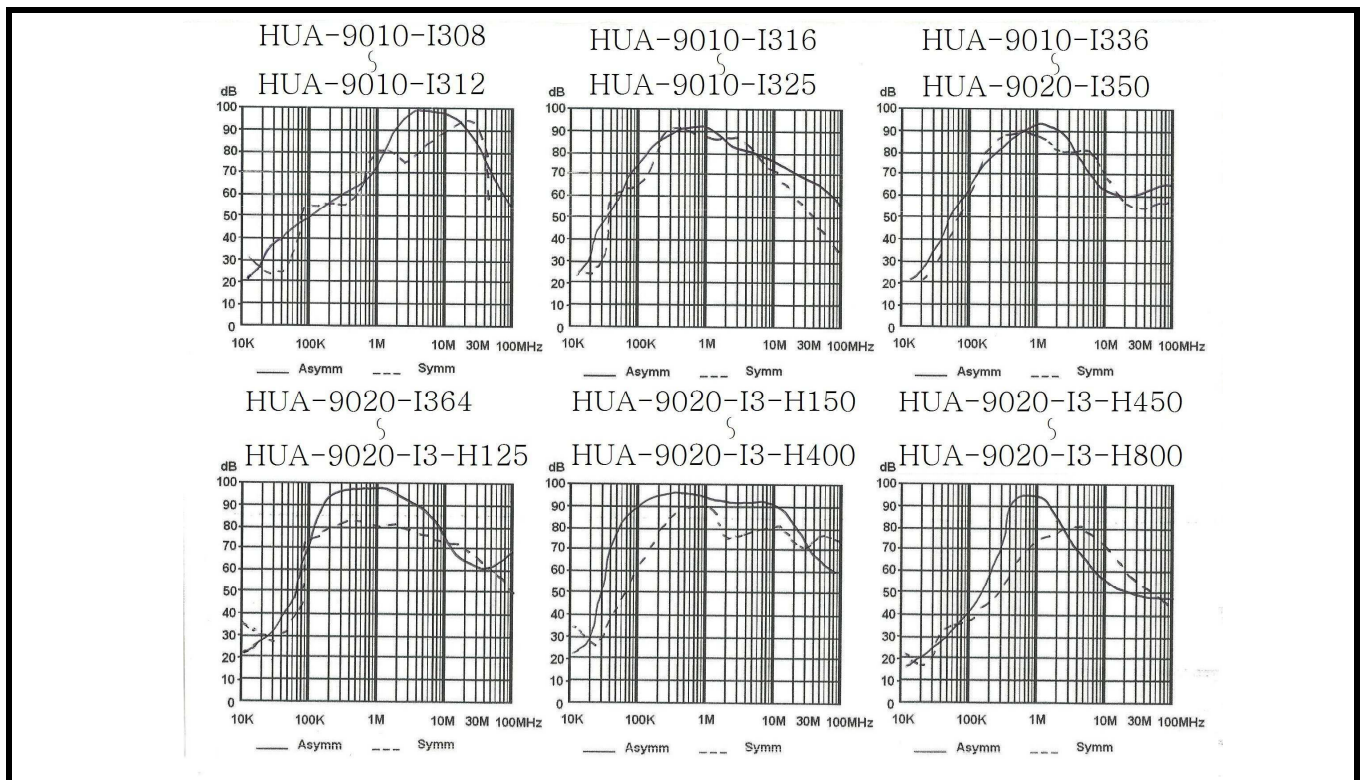 HUA-9010-I308
HUA-9010-I312
dB
100
90
80
70
60
50
40
30
20
10
0
10K 100K 1M 10M 30M 100MHz
Asymm Symm
HUA-9010-I316
HUA-9010-I325
dB
100
90
80
70
60
50
40
30
20
10
0
10K 100K 1M 10M 30M 100MHz
Asymm Symm
HUA-9010-I336
HUA-9020-I350
dB
100
90
80
70
60
50
40
30
20
10
0
10K 100K 1M 10M 30M 100MHz
Asymm Symm
HUA-9020-I364
HUA-9020-I3-H125
dB
100
90
80
70
60
50
40
30
20
10
0
10K 100K 1M 10M 30M 100MHz
Asymm Symm
HUA-9020-I3-H150
HUA-9020-I3-H400
dB
100
90
80
70
60
50
40
30
20
10
0
10K 100K 1M 10M 30M 100MHz
Asymm Symm
HUA-9020-I3-H450
HUA-9020-I3-H800
dB
100
90
80
70
60
50
40
30
20
10
0
10K 100K 1M 10M 30M 100MHz
Asymm Symm